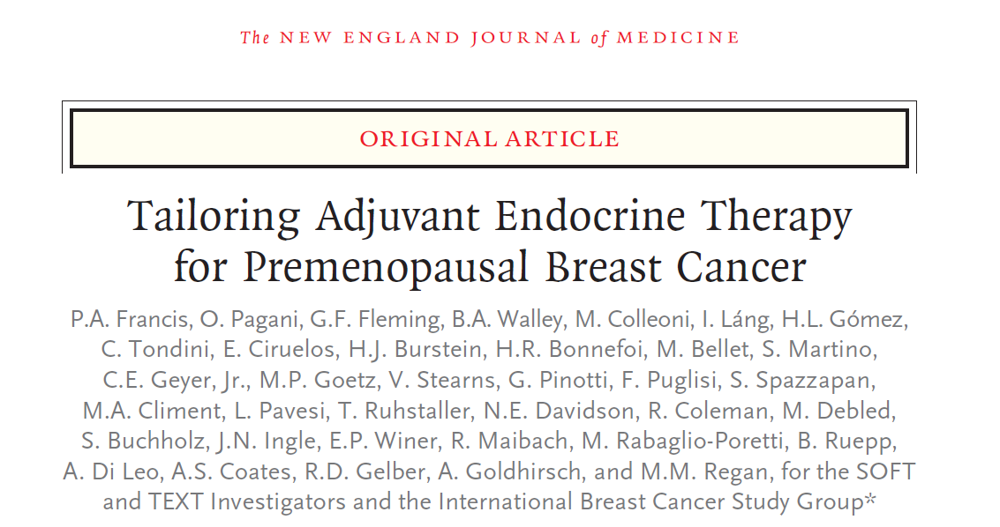 The NEW ENGLAND JOURNAL of MEDICINE
ORIGINAL ARTICLE
Tailoring Adjuvant Endocrine Therapy
for Premenopausal Breast Cancer
P.A. Francis, O. Pagani, G.F. Fleming, B.A. Walley, M. Colleoni, I. Láng, H.L. Gómez,
C. Tondini, E. Ciruelos, H.J. Burstein, H.R. Bonnefoi, M. Bellet, S. Martino,
C.E. Geyer, Jr., M.P. Goetz, V. Stearns, G. Pinotti, F. Puglisi, S. Spazzapan,
M.A. Climent, L. Pavesi, T. Ruhstaller, N.E. Davidson, R. Coleman, M. Debled,
S. Buchholz, J.N. Ingle, E.P. Winer, R. Maibach, M. Rabaglio-Poretti, B. Ruepp,
A. Di Leo, A.S. Coates, R.D. Gelber, A. Goldhirsch, and M.M. Regan, for the SOFT
and TEXT Investigators and the International Breast Cancer Study Group*